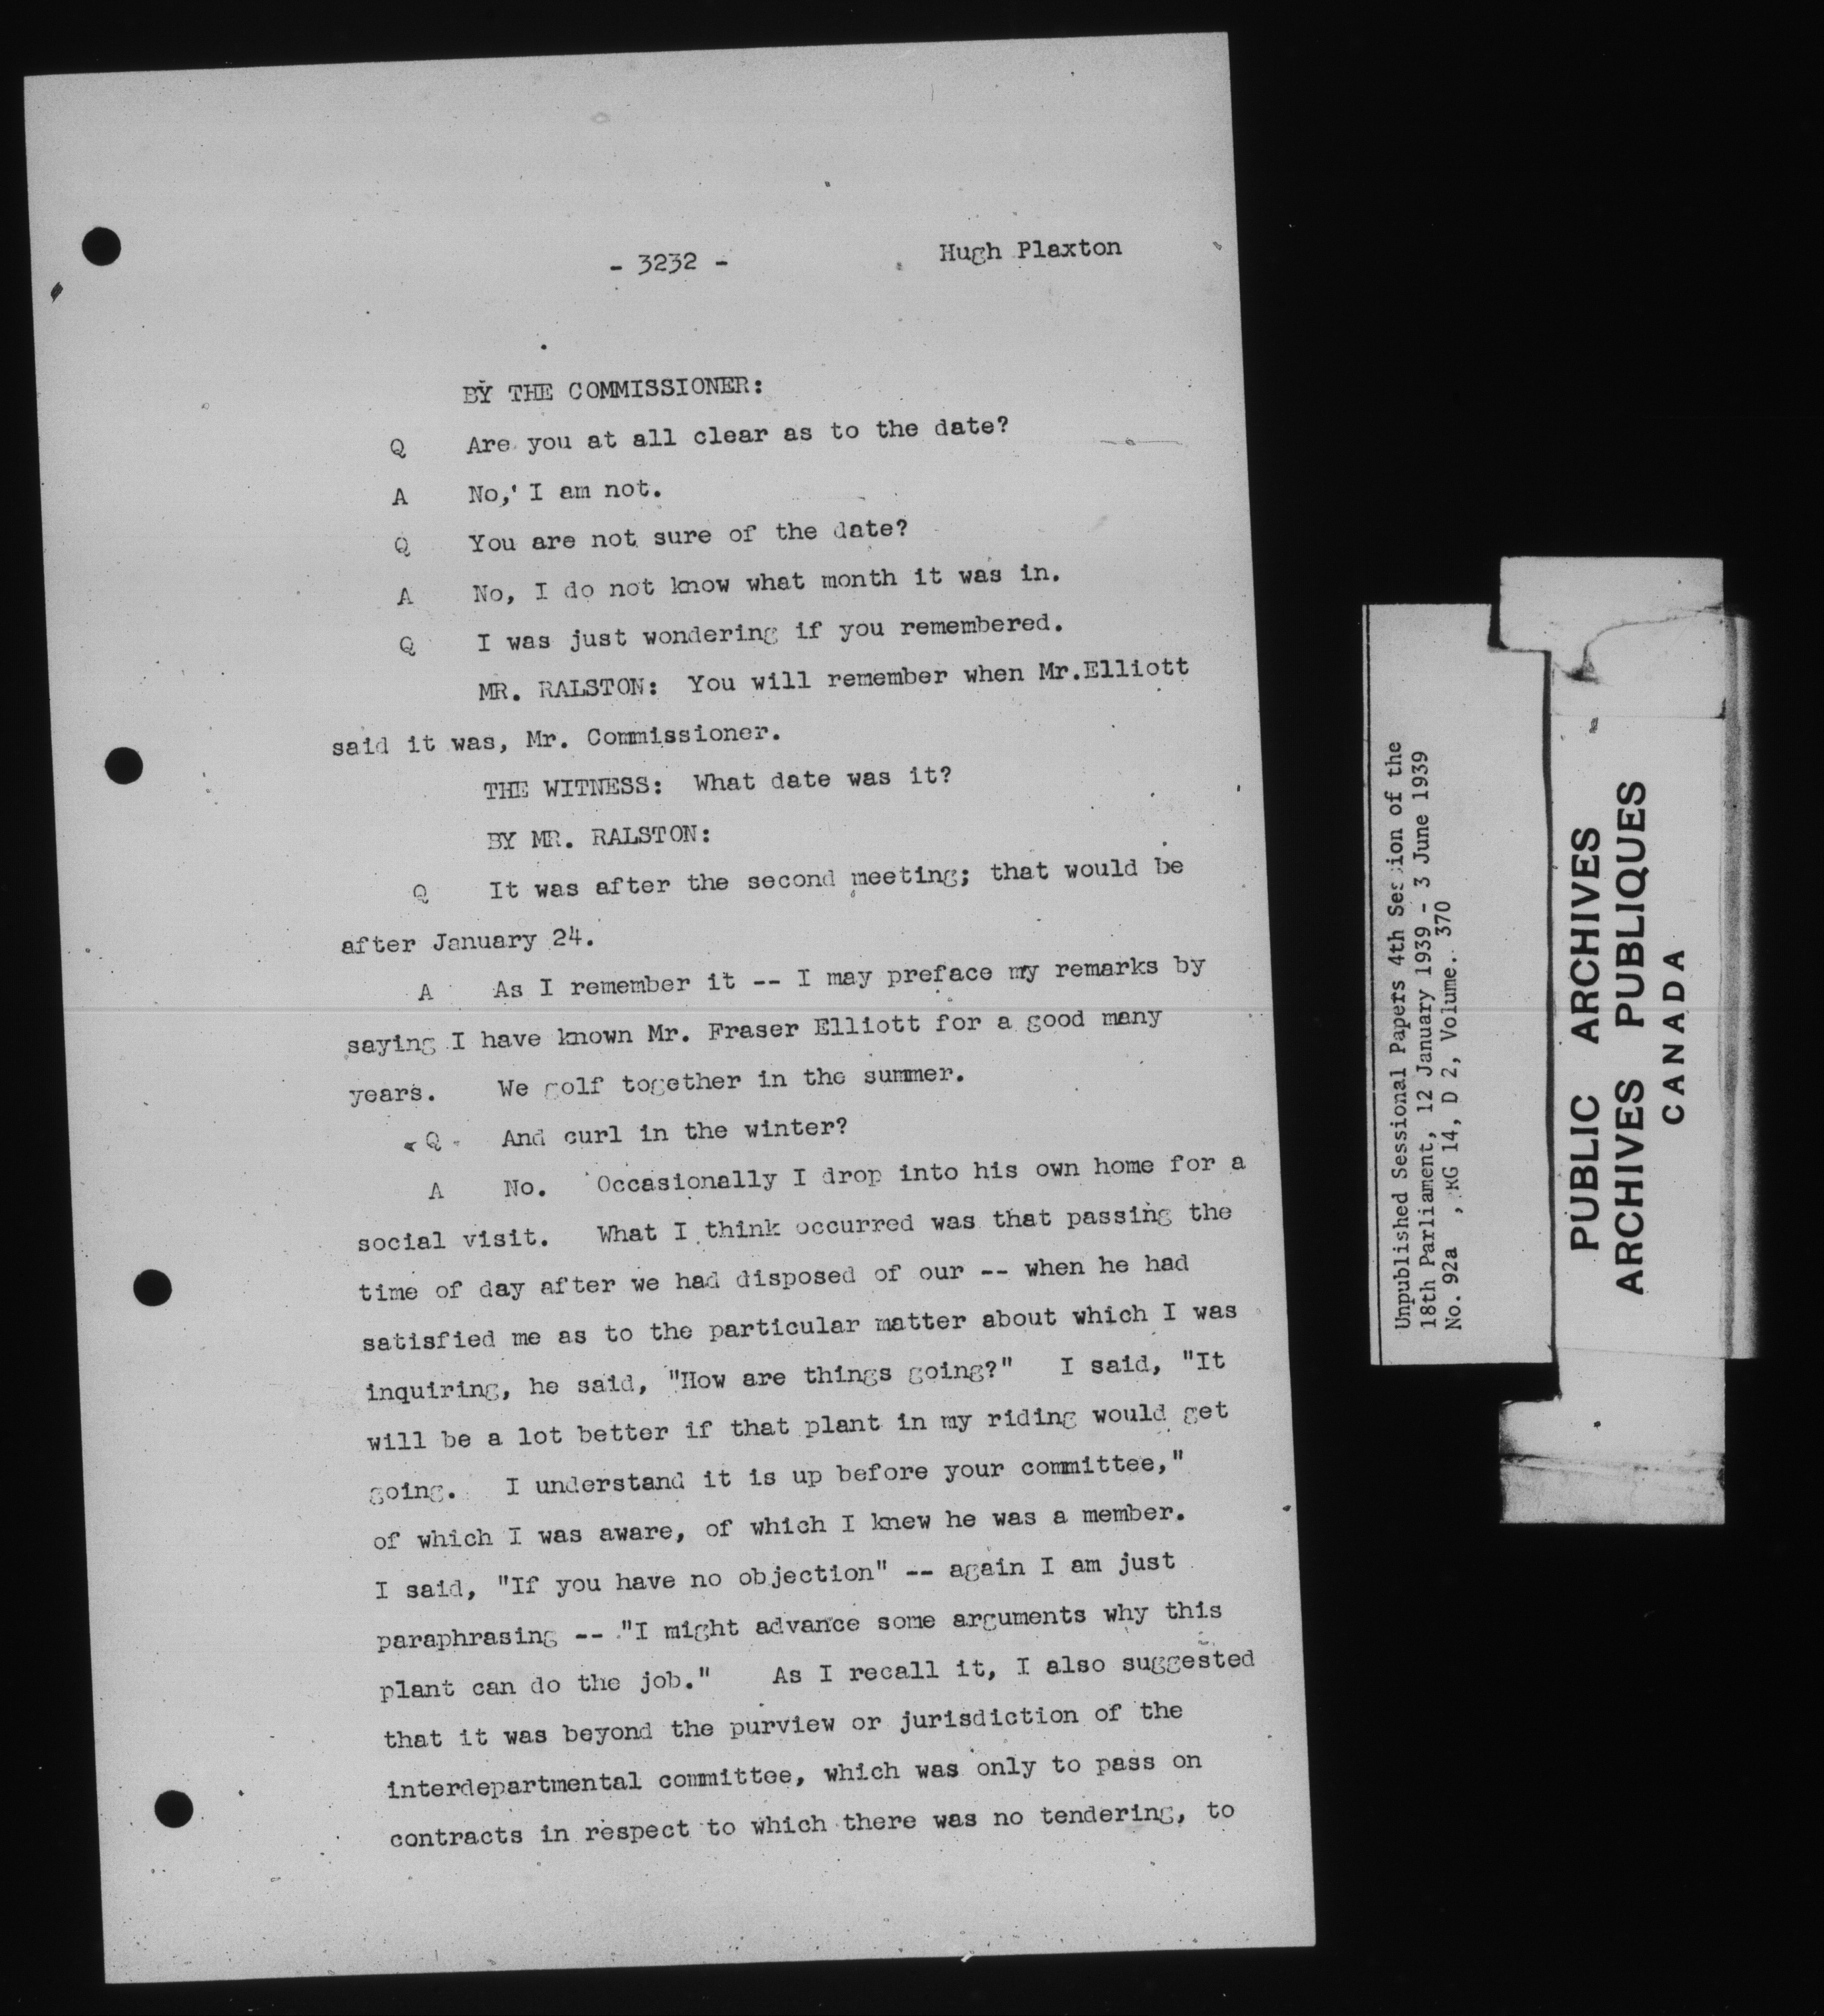 - 3232 -
Hugh Plaxton
BY THE COMMISSIONER:
Q Are you at all clear as to the date?
A No, I am not.
Q You are not sure of the date?
A No, I do not know what month it was in.
Q I was just wondering if you remembered.
MR. RALSTON: You will remember when Mr.Elliott
said it was, Mr. Commissioner.
THE WITNESS: What date was it?
BY MR. RALSTON:
Q It was after the second meeting; that would be
after January 24.
A As I remember it -- I may preface my remarks by
saying I have known Mr. Fraser Elliott for a good many
years. We golf together in the summer.
Q And curl in the winter?
A No. Occasionally I drop into his own home for a
social visit. What I think occurred was that passing the
time of day after we had disposed of our -- when he had
satisfied me as to the particular matter about which I was
inquiring, he said, "How are things going?" I said, "It
will be a lot better if that plant in my riding would get
going. I understand it is up before your committee,"
of which I was aware, of which I knew he was a member.
I said, "If you have no objection" -- again I am just
paraphrasing -- "I might advance some arguments why this
plant can do the job." As I recall it, I also suggested
that it was beyond the purview or jurisdiction of the
interdepartmental committee, which was only to pass on
contracts in respect to which there was no tendering, to
Unpublished Sessional Papers 4th Session of the
18th Parliament, 12 January 1939 - 3 June 1939
No. 92a , RG 14, D 2, Volume. 370
PUBLIC ARCHIVES
ARCHIVES PUBLIQUES
CANADA